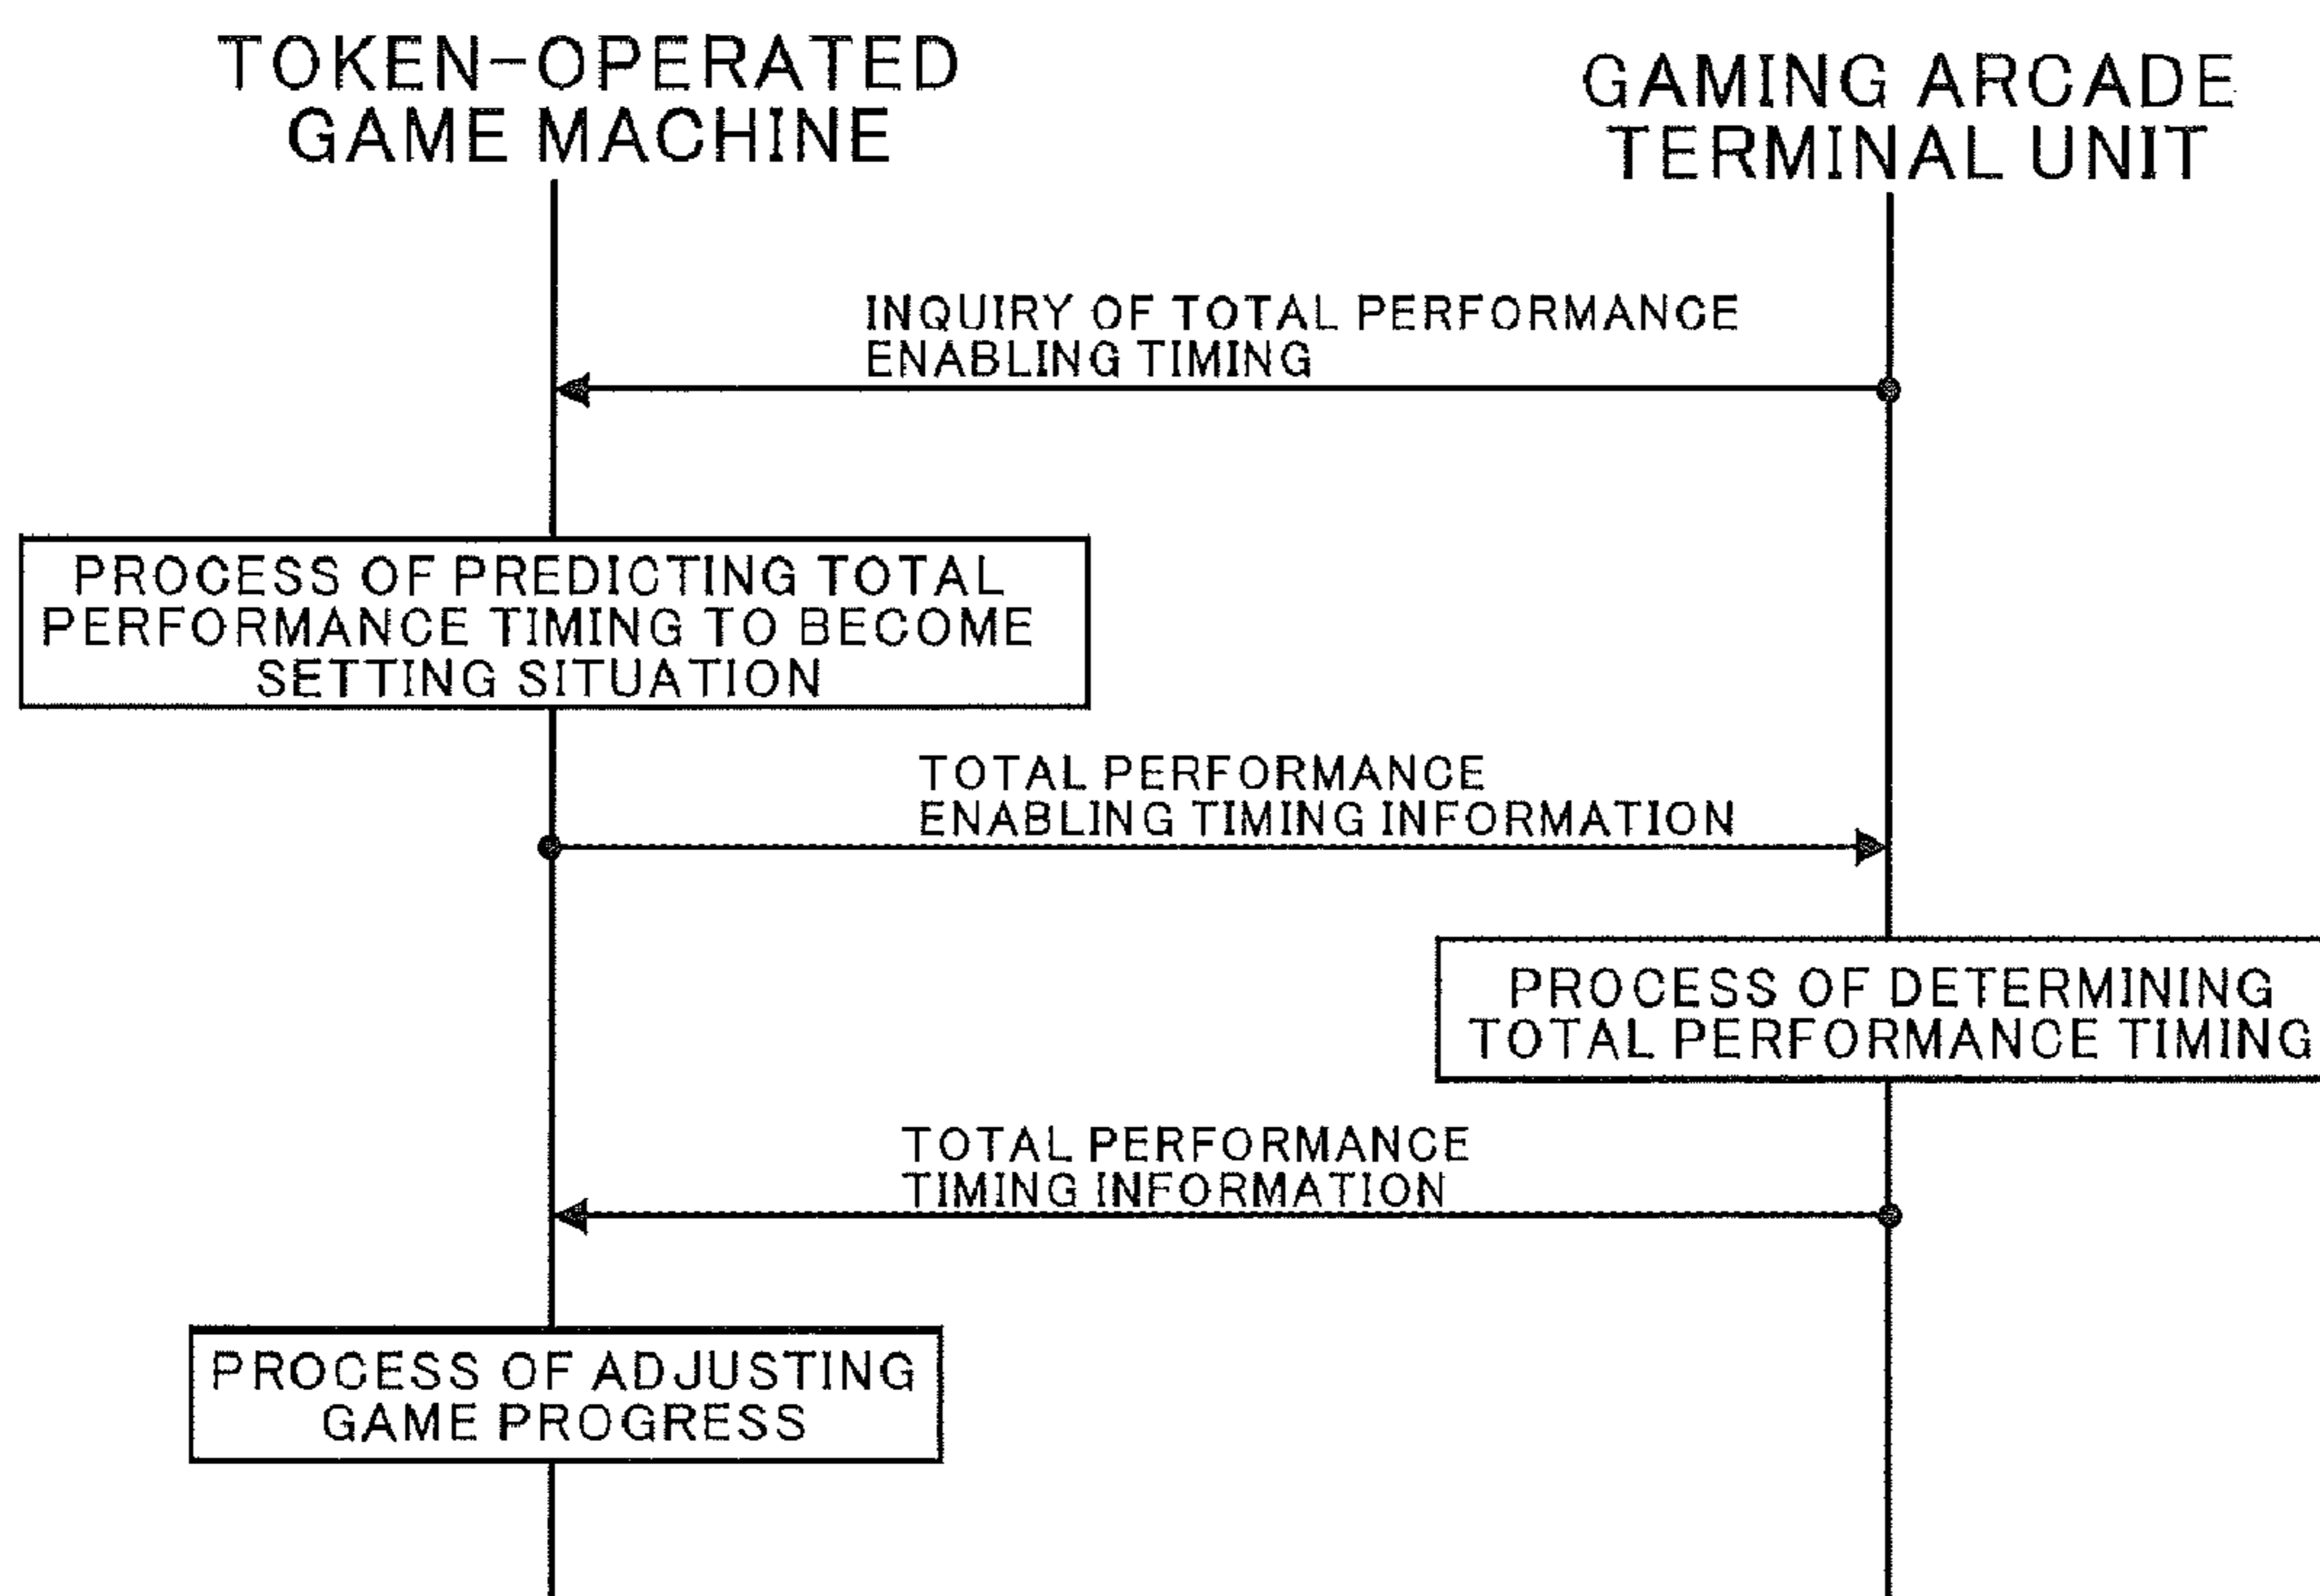 TOKEN-OPERATED
GAME MACHINE
GAMING ARCADE
TERMINAL UNIT
INQUIRY OF TOTAL PERFORMANCE
ENABLING TIMING
PROCESS OF PREDICTING TOTAL
PERFORMANCE TIMING TO BECOME
SETTING SITUATION
TOTAL PERFORMANCE
ENABLING TIMING INFORMATION
PROCESS OF DETERMINING
TOTAL PERFORMANCE TIMING
TOTAL PERFORMANCE
TIMING INFORMATION
PROCESS OF ADJUSTING
GAME PROGRESS